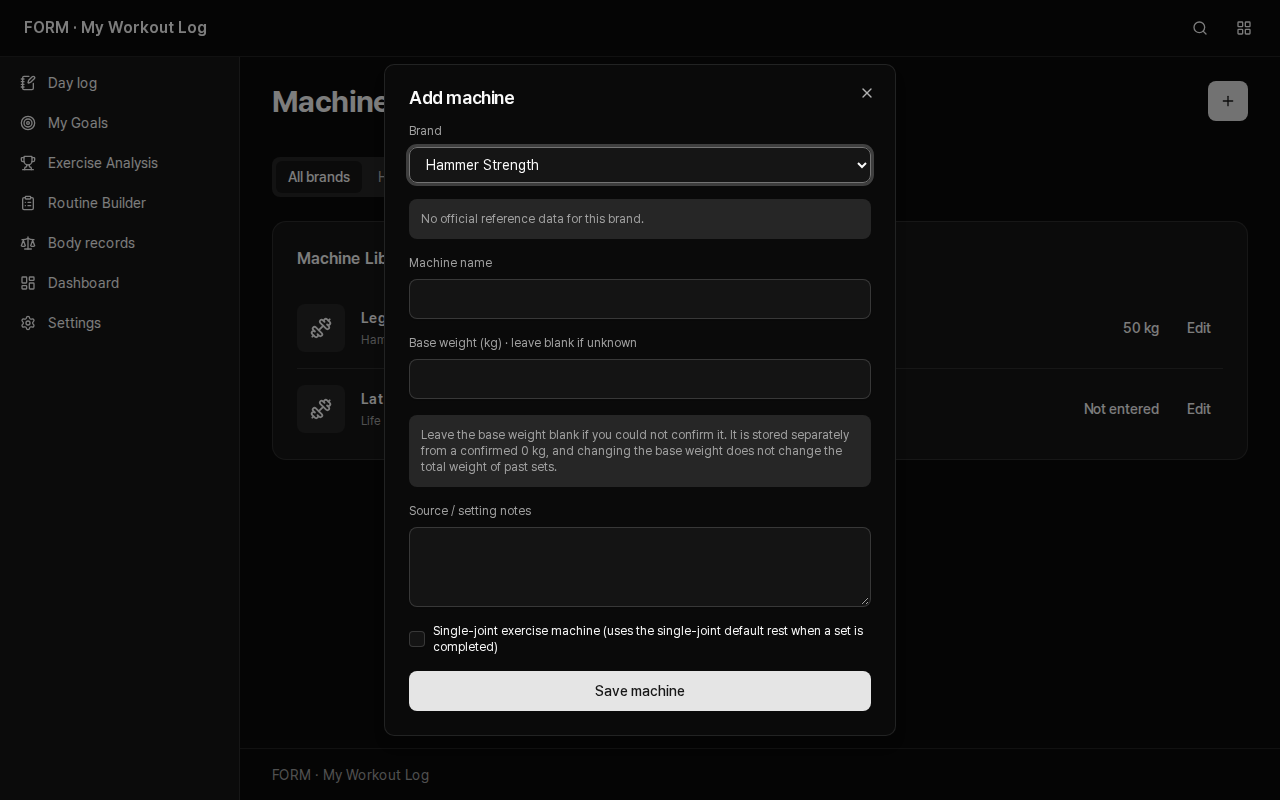 FORM · My Workout Log
Day log
My Goals
Exercise Analysis
Routine Builder
Body records
Dashboard
Settings
Machine
All brands
H
Machine Lib
Leg
Ham
50 kg
Edit
Lat
Life
Not entered
Edit
Add machine
Brand
Hammer Strength
No official reference data for this brand.
Machine name
Base weight (kg) · leave blank if unknown
Leave the base weight blank if you could not confirm it. It is stored separately
from a confirmed 0 kg, and changing the base weight does not change the
total weight of past sets.
Source / setting notes
Single-joint exercise machine (uses the single-joint default rest when a set is
completed)
Save machine
FORM · My Workout Log